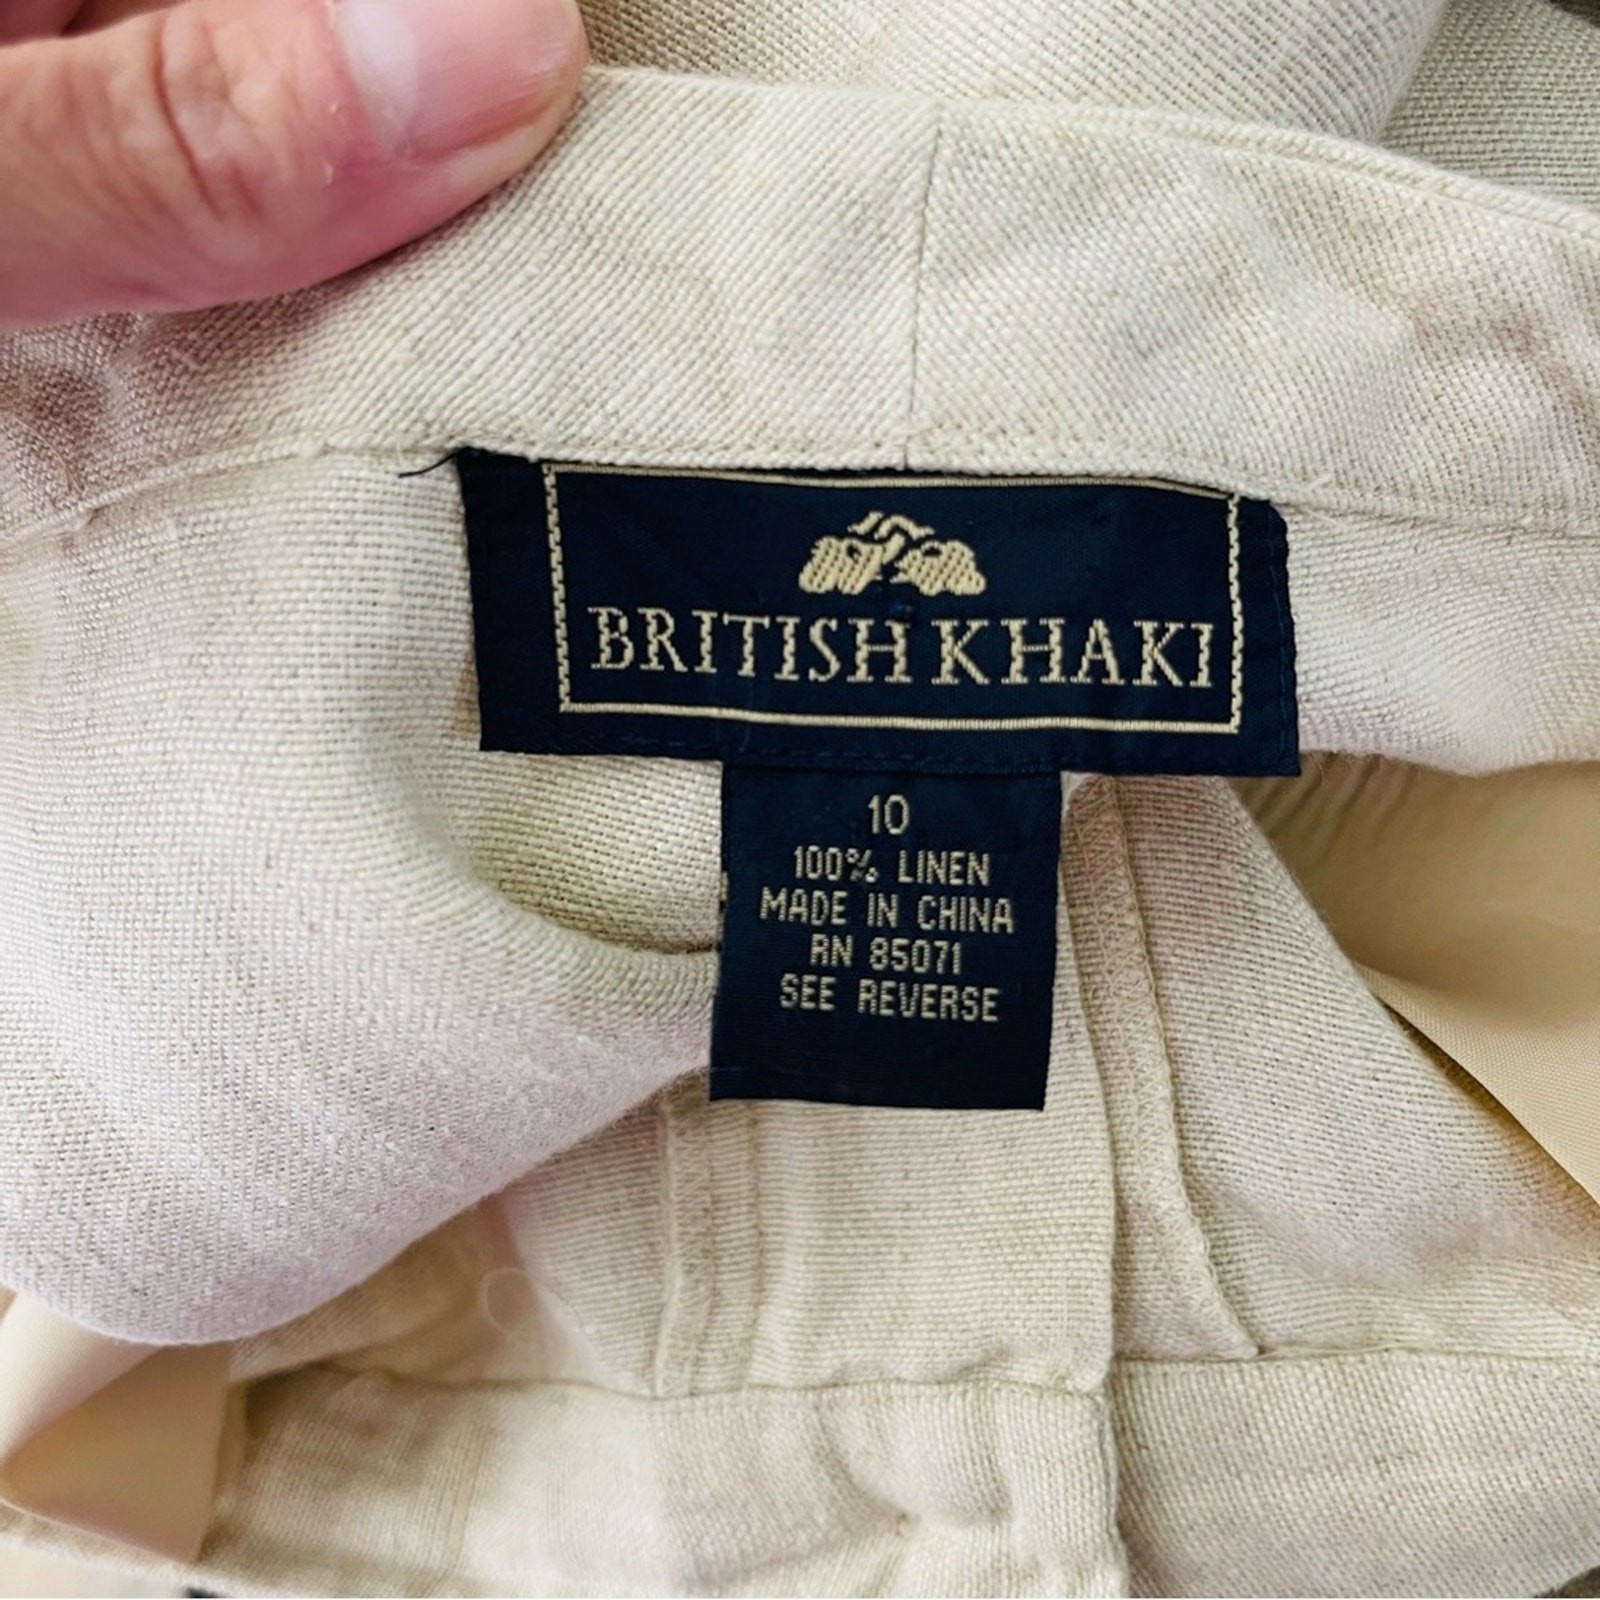 BRITISH KHAKI
10
100% LINEN
MADE IN CHINA
RN 85071
SEE REVERSE